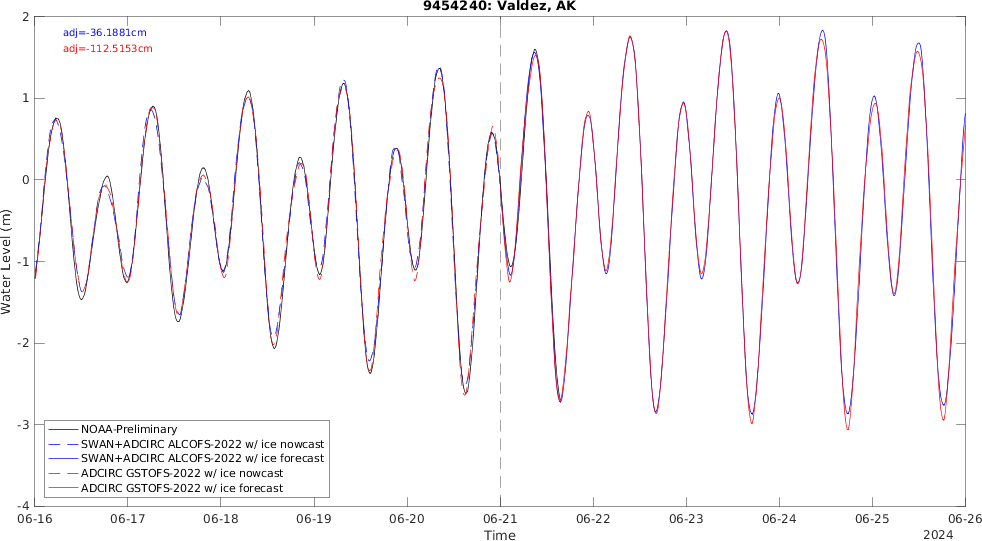 9454240: Valdez, AK
adj=-36.1881cm
adj=-112.5153cm
2
1
0
-1
-2
-3
-4
Water Level (m)
NOAA-Preliminary
SWAN+ADCIRC ALCOFS-2022 w/ ice nowcast
SWAN+ADCIRC ALCOFS-2022 w/ ice forecast
ADCIRC GSTOFS-2022 w/ ice nowcast
ADCIRC GSTOFS-2022 w/ ice forecast
06-16 06-17 06-18 06-19 06-20 06-21 06-22 06-23 06-24 06-25 06-26
Time
2024